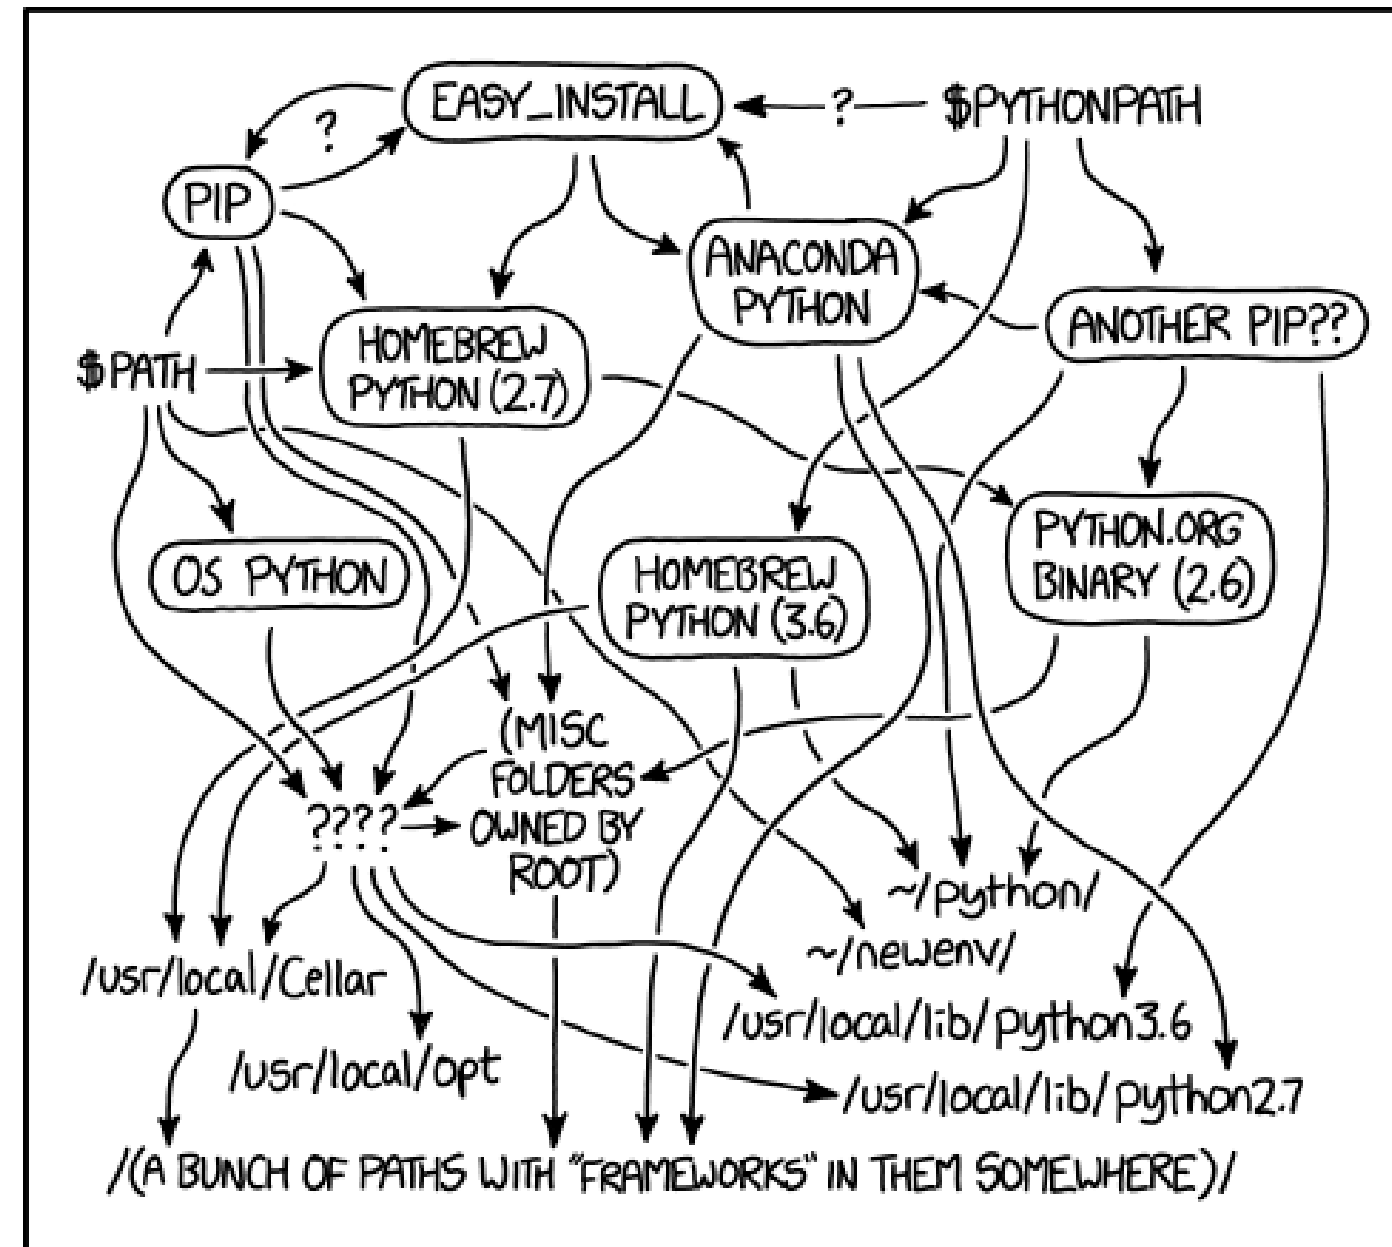 EASY_INSTALL
?
$PYTHONPATH
?
PIP
ANACONDA
PYTHON
ANOTHER PIP??
HOMEBREW
PYTHON (2.7)
$PATH
PYTHON.ORG
BINARY (2.6)
OS PYTHON
HOMEBREW
PYTHON (3.6)
(MISC
FOLDERS
OWNED BY
ROOT)
????
~/python/
~/newenv/
/usr/local/Cellar
/usr/local/lib/python3.6
/usr/local/opt
/usr/local/lib/python2.7
/(A BUNCH OF PATHS WITH "FRAMEWORKS" IN THEM SOMEWHERE)/